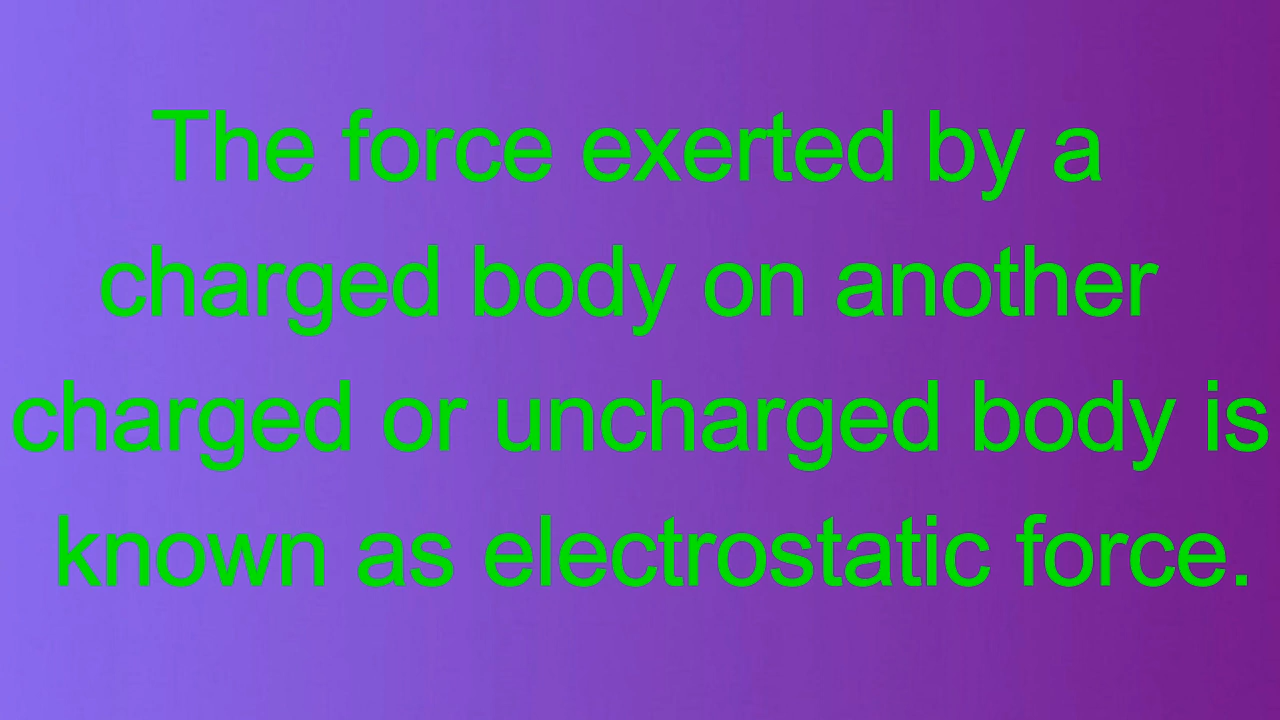 The force exerted by a
charged body on another
charged or uncharged body is
known as electrostatic force.